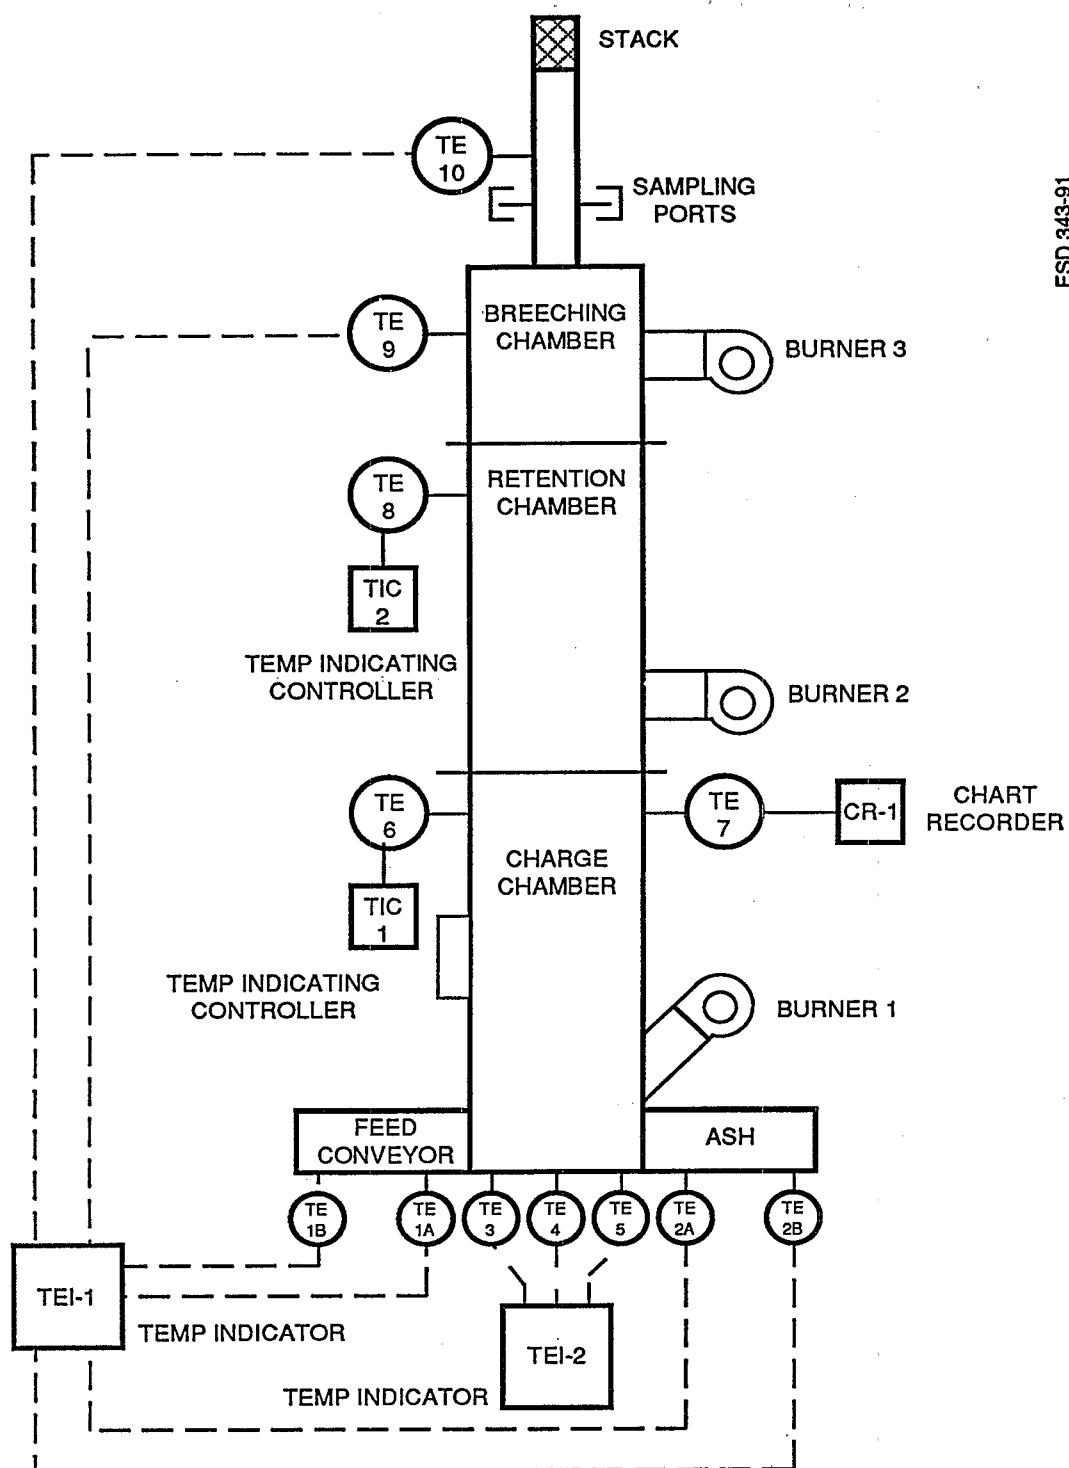 STACK
TE
10
SAMPLING
PORTS
FSD 343-91
TE
9
BREECHING
CHAMBER
BURNER 3
TE
8
RETENTION
CHAMBER
TIC
2
TEMP INDICATING
CONTROLLER
BURNER 2
TE
6
TE
7
CR-1
CHART
RECORDER
CHARGE
CHAMBER
TIC
1
TEMP INDICATING
CONTROLLER
BURNER 1
FEED
CONVEYOR
ASH
TE
1B
TE
1A
TE
3
TE
4
TE
5
TE
2A
TE
2B
TEI-1
TEMP INDICATOR
TEI-2
TEMP INDICATOR